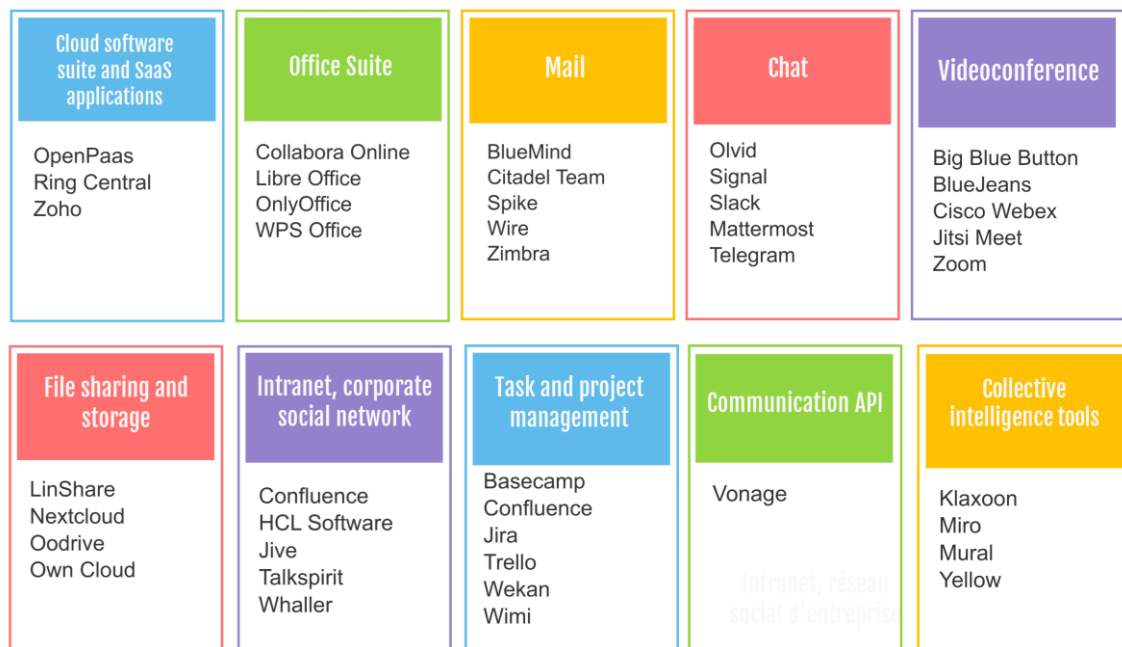 Cloud software
suite and SaaS
applications
OpenPaas
Ring Central
Zoho
Office Suite
Collabora Online
Libre Office
OnlyOffice
WPS Office
Mail
BlueMind
Citadel Team
Spike
Wire
Zimbra
Chat
Olvid
Signal
Slack
Mattermost
Telegram
Videoconference
Big Blue Button
BlueJeans
Cisco Webex
Jitsi Meet
Zoom
File sharing and
storage
LinShare
Nextcloud
Oodrive
Own Cloud
Intranet, corporate
social network
Confluence
HCL Software
Jive
Talkspirit
Whaller
Task and project
management
Basecamp
Confluence
Jira
Trello
Wekan
Wimi
Communication API
Vonage
Intranet, réseau
social d'entreprise
Collective
intelligence tools
Klaxoon
Miro
Mural
Yellow